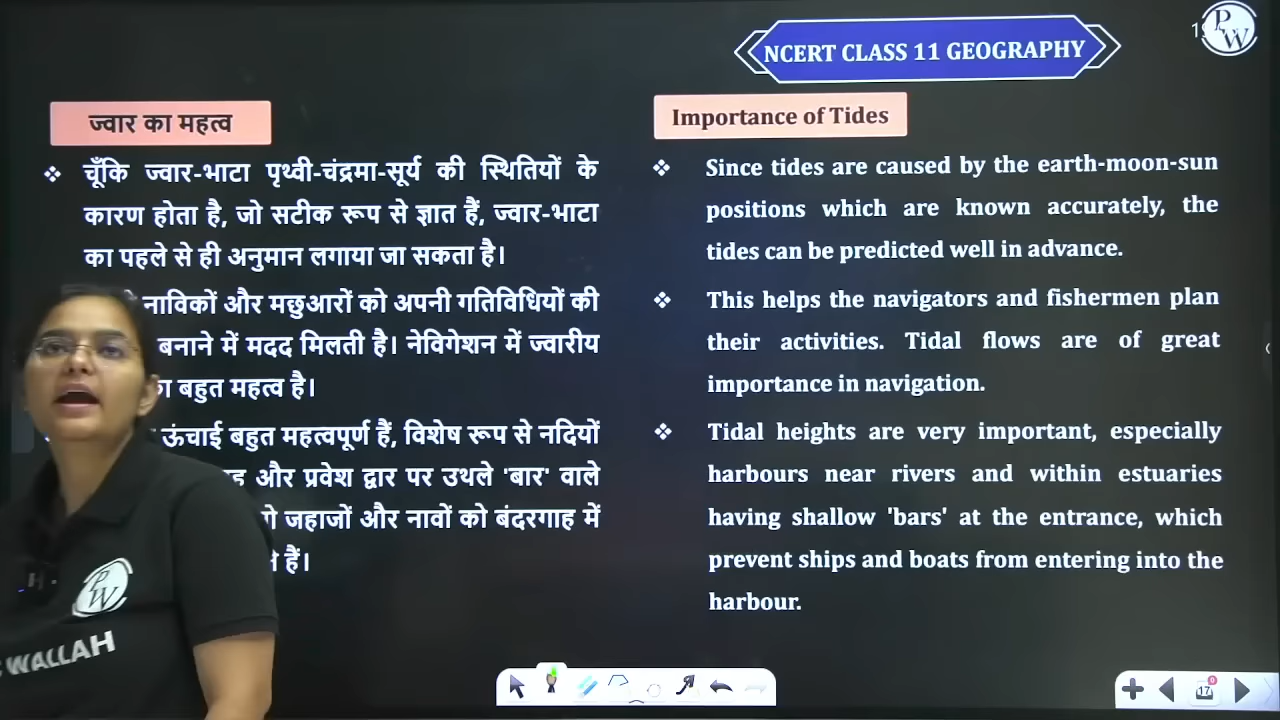 NCERT CLASS 11 GEOGRAPHY
PW
ज्वार का महत्व
❖ चूँकि ज्वार-भाटा पृथ्वी-चंद्रमा-सूर्य की स्थितियों के
कारण होता है, जो सटीक रूप से ज्ञात हैं, ज्वार-भाटा
का पहले से ही अनुमान लगाया जा सकता है।
नाविकों और मछुआरों को अपनी गतिविधियों की
बनाने में मदद मिलती है। नेविगेशन में ज्वारीय
बहुत महत्व है।
ऊंचाई बहुत महत्वपूर्ण हैं, विशेष रूप से नदियों
और प्रवेश द्वार पर उथले 'बार' वाले
जहाजों और नावों को बंदरगाह में
हैं।
Importance of Tides
❖ Since tides are caused by the earth-moon-sun
positions which are known accurately, the
tides can be predicted well in advance.
❖ This helps the navigators and fishermen plan
their activities. Tidal flows are of great
importance in navigation.
❖ Tidal heights are very important, especially
harbours near rivers and within estuaries
having shallow 'bars' at the entrance, which
prevent ships and boats from entering into the
harbour.
PW
WALLAH
17